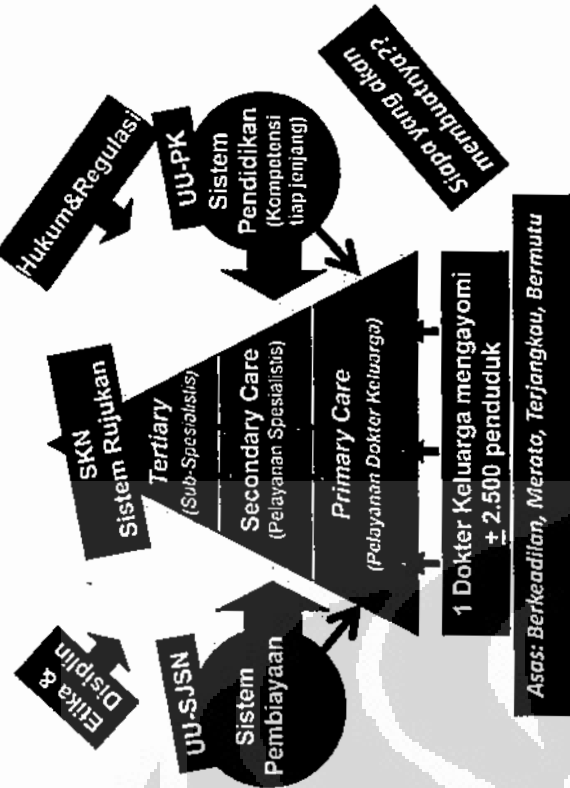 Etika &
Disiplin
SKN
Sistem Rujukan
Hukum&Regulasi
UU-SJSN
Sistem
Pembiayaan
Tertiary
(Sub-Spesialistis)
Secondary Care
(Pelayanan Spesialistis)
Primary Care
(Pelayanan Dokter Keluarga)
UU-PK
Sistem
Pendidikan
(Kompetensi
tiap jenjang)
Siapa yang akan
membuatnya??
1 Dokter Keluarga mengayomi
± 2.500 penduduk
Asas: Berkeadilan, Merata, Terjangkau, Bermutu